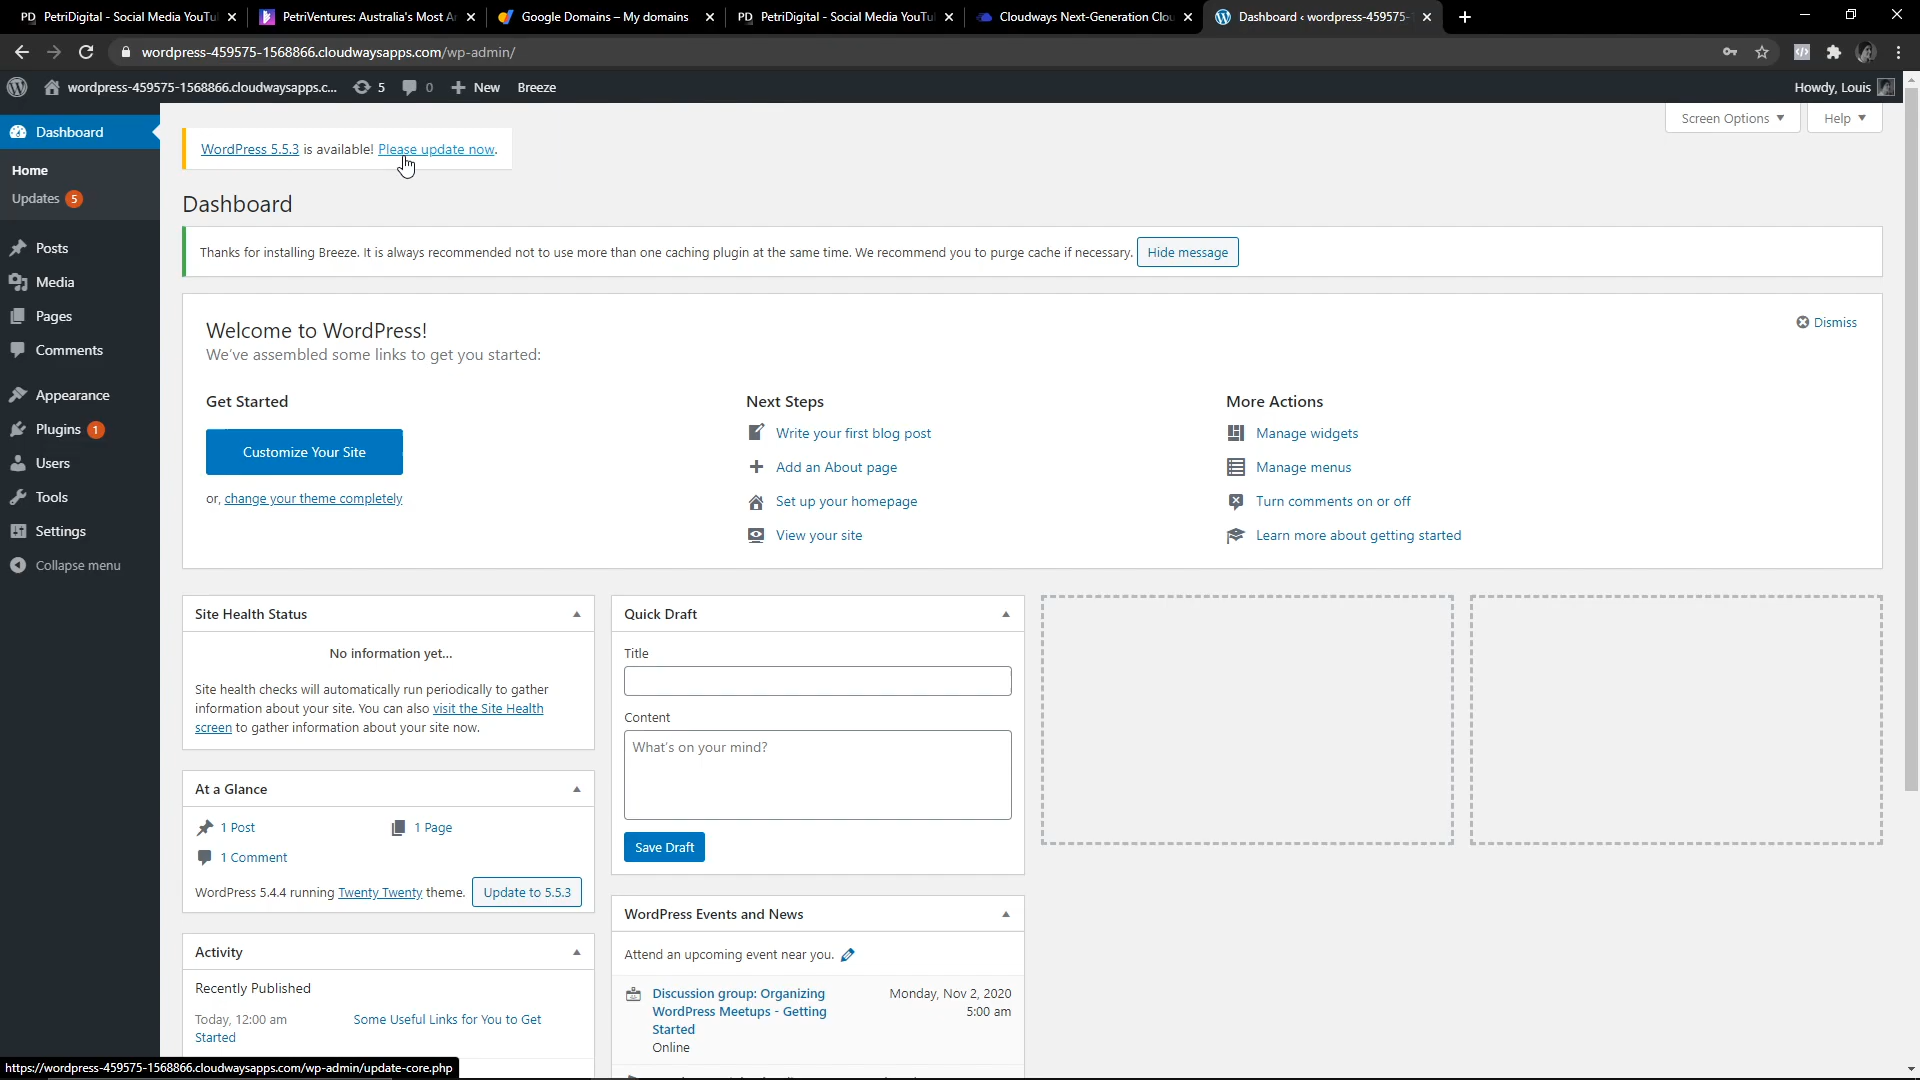 PD PetriDigital - Social Media YouTu
PetriVentures: Australia's Most A
Google Domains – My domains
PD PetriDigital - Social Media YouTu
Cloudways Next-Generation Clou
Dashboard ‹ wordpress-459575-
wordpress-459575-1568866.cloudwaysapps.com/wp-admin/
wordpress-459575-1568866.cloudwaysapps.c...
5
0
New
Breeze
Howdy, Louis
Dashboard
Home
Updates 5
Posts
Media
Pages
Comments
Appearance
Plugins 1
Users
Tools
Settings
Collapse menu
Screen Options
Help
WordPress 5.5.3 is available! Please update now.
Dashboard
Thanks for installing Breeze. It is always recommended not to use more than one caching plugin at the same time. We recommend you to purge cache if necessary.
Hide message
Welcome to WordPress!
We've assembled some links to get you started:
Dismiss
Get Started
Customize Your Site
or, change your theme completely
Next Steps
Write your first blog post
Add an About page
Set up your homepage
View your site
More Actions
Manage widgets
Manage menus
Turn comments on or off
Learn more about getting started
Site Health Status
No information yet...
Site health checks will automatically run periodically to gather
information about your site. You can also visit the Site Health
screen to gather information about your site now.
At a Glance
1 Post
1 Page
1 Comment
WordPress 5.4.4 running Twenty Twenty theme.
Update to 5.5.3
Activity
Recently Published
Today, 12:00 am
Some Useful Links for You to Get
Started
Quick Draft
Title
Content
What's on your mind?
Save Draft
WordPress Events and News
Attend an upcoming event near you.
Discussion group: Organizing
WordPress Meetups - Getting
Started
Online
Monday, Nov 2, 2020
5:00 am
https://wordpress-459575-1568866.cloudwaysapps.com/wp-admin/update-core.php